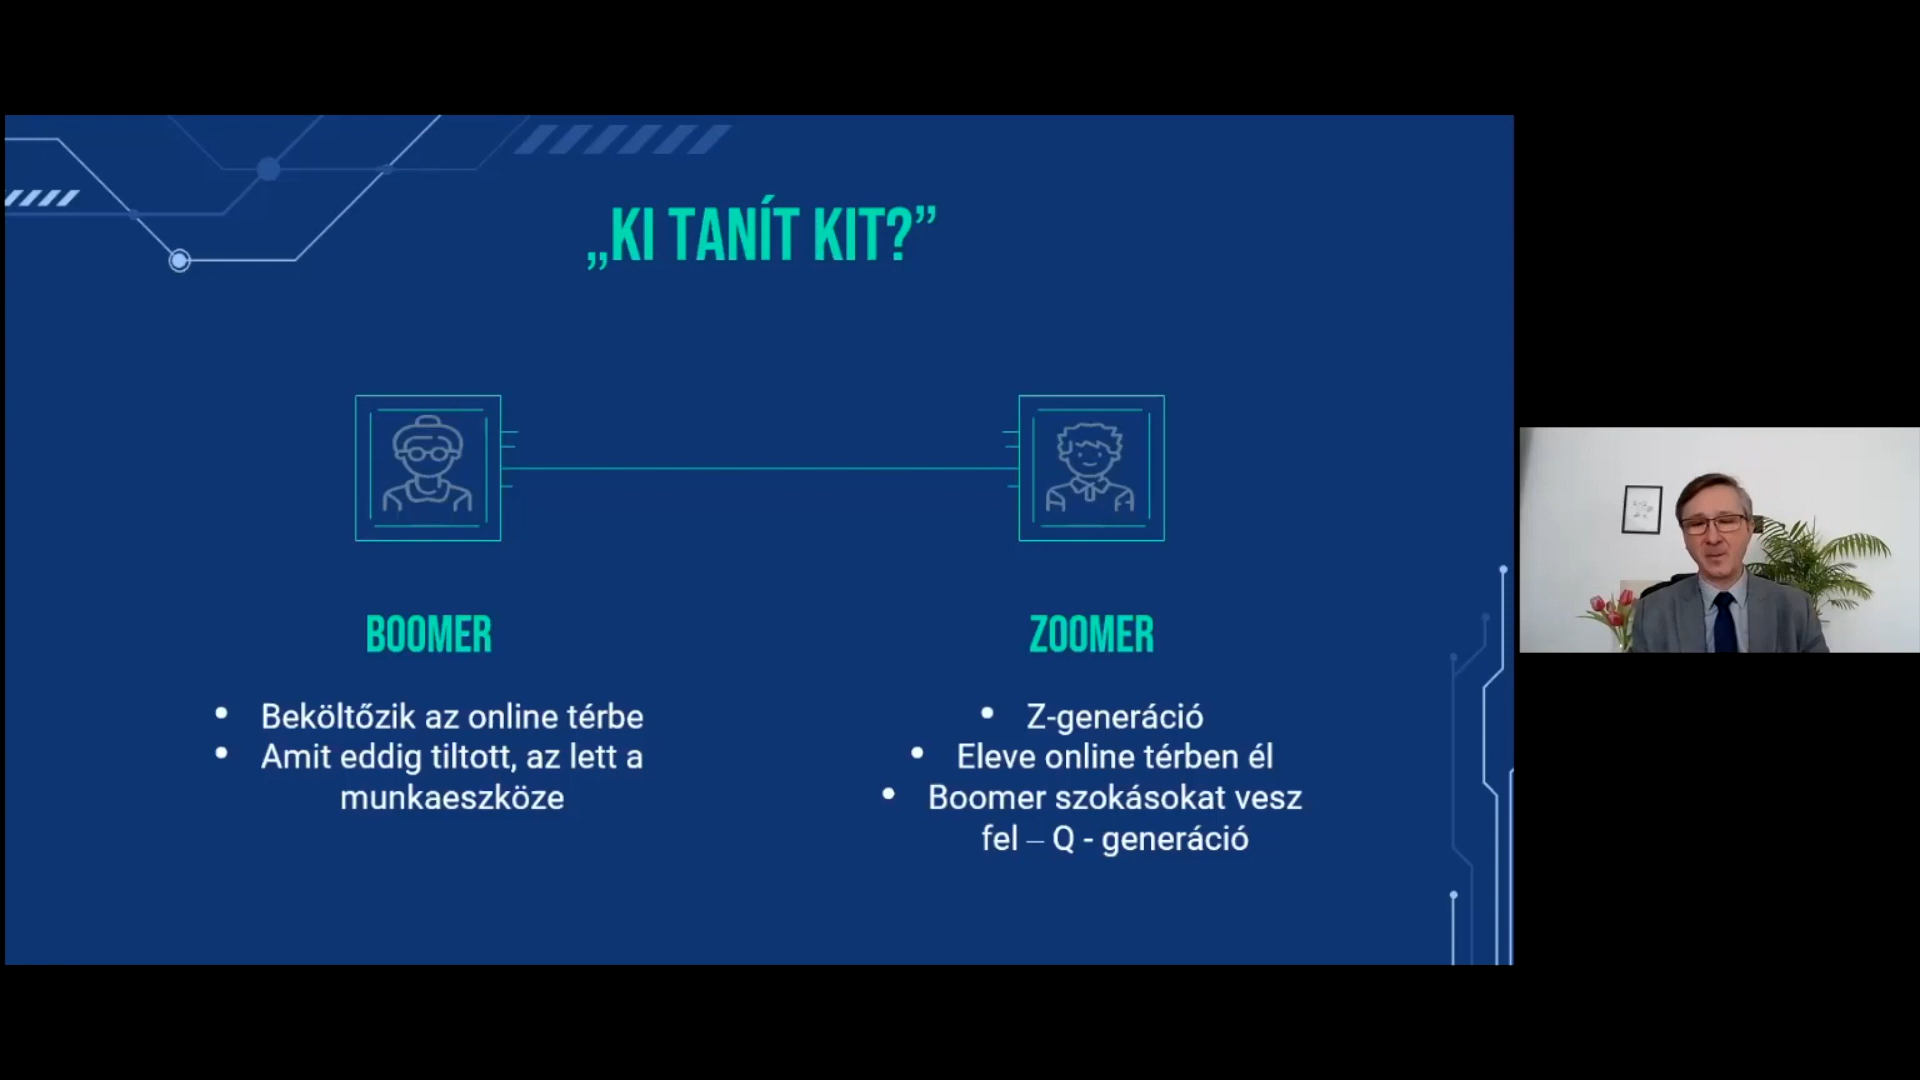 „KI TANÍT KIT?”
BOOMER
• Beköltőzik az online térbe
• Amit eddig tiltott, az lett a
munkaeszköze
ZOOMER
• Z-generáció
• Eleve online térben él
• Boomer szokásokat vesz
fel – Q - generáció